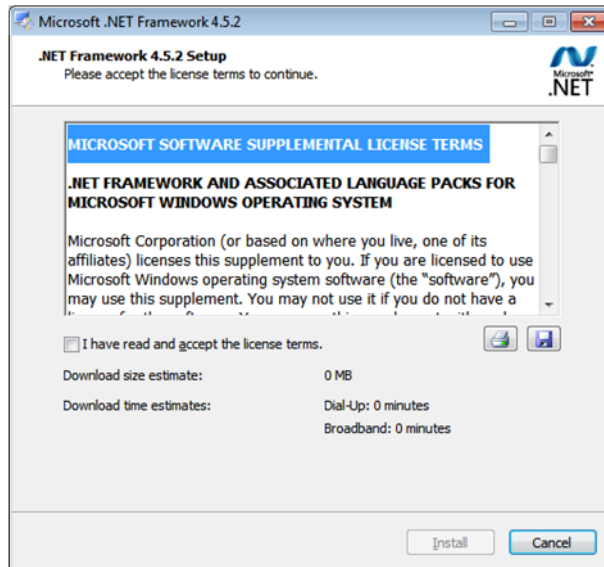 Microsoft .NET Framework 4.5.2
.NET Framework 4.5.2 Setup
Please accept the license terms to continue.
Microsoft
.NET
MICROSOFT SOFTWARE SUPPLEMENTAL LICENSE TERMS
.NET FRAMEWORK AND ASSOCIATED LANGUAGE PACKS FOR
MICROSOFT WINDOWS OPERATING SYSTEM
Microsoft Corporation (or based on where you live, one of its
affiliates) licenses this supplement to you. If you are licensed to use
Microsoft Windows operating system software (the “software”), you
may use this supplement. You may not use it if you do not have a
I have read and accept the license terms.
Download size estimate: 0 MB
Download time estimates: Dial-Up: 0 minutes
Broadband: 0 minutes
Install Cancel